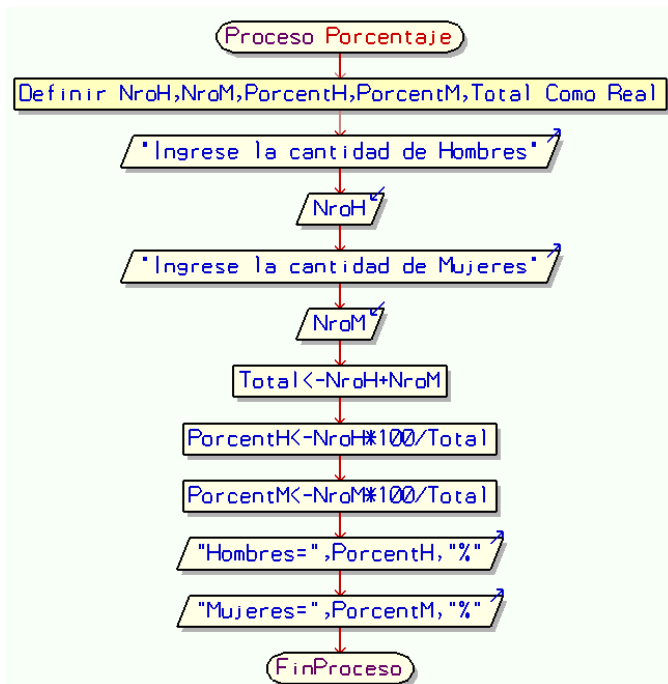 Proceso Porcentaje
Definir NroH,NroM,PorcentH,PorcentM,Total Como Real
"Ingrese la cantidad de Hombres"
NroH
"Ingrese la cantidad de Mujeres"
NroM
Total<-NroH+NroM
PorcentH<-NroH*100/Total
PorcentM<-NroM*100/Total
"Hombres=",PorcentH,"%"
"Mujeres=",PorcentM,"%"
FinProceso